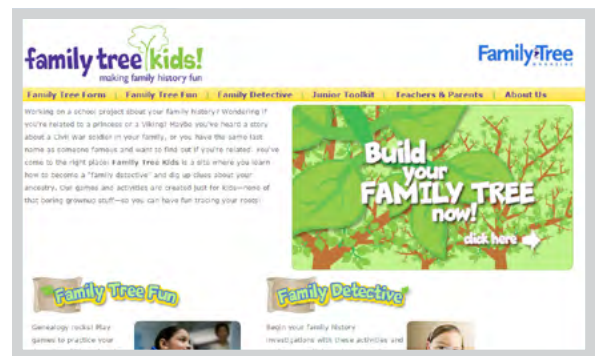 family tree kids!
making family history fun
Family Tree
MAGAZINE
Family Tree Form | Family Tree Fun | Family Detective | Junior Toolkit | Teachers & Parents | About Us
Working on a school project about your family history? Wondering if
you're related to a princess or a Viking? Maybe you've heard a story
about a Civil War soldier in your family, or you have the same last
name as someone famous and want to find out if you're related. You've
come to the right place! Family Tree Kids is a site where you learn
how to become a "family detective" and dig up clues about your
ancestry. Our games and activities are created just for kids—none of
that boring grownup stuff—so you can have fun tracing your roots!
Build
your
FAMILY TREE
now!
click here
Family Tree Fun
Genealogy rocks! Play
games to practice your
Family Detective
Begin your family history
investigations with these activities and